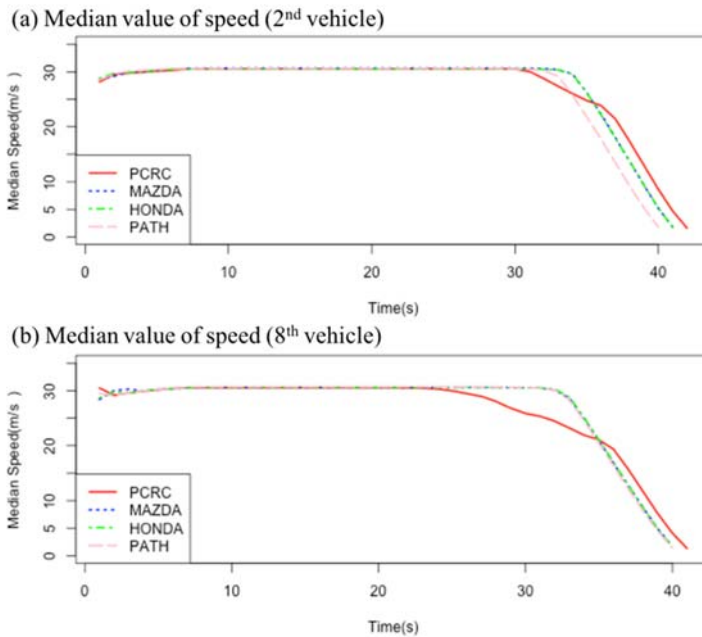 (a) Median value of speed (2nd vehicle)
Median Speed(m/s)
30
20
10
5
0
PCRC
MAZDA
HONDA
PATH
0 10 20 30 40
Time(s)
(b) Median value of speed (8th vehicle)
Median Speed(m/s )
30
20
10
5
0
PCRC
MAZDA
HONDA
PATH
0 10 20 30 40
Time(s)